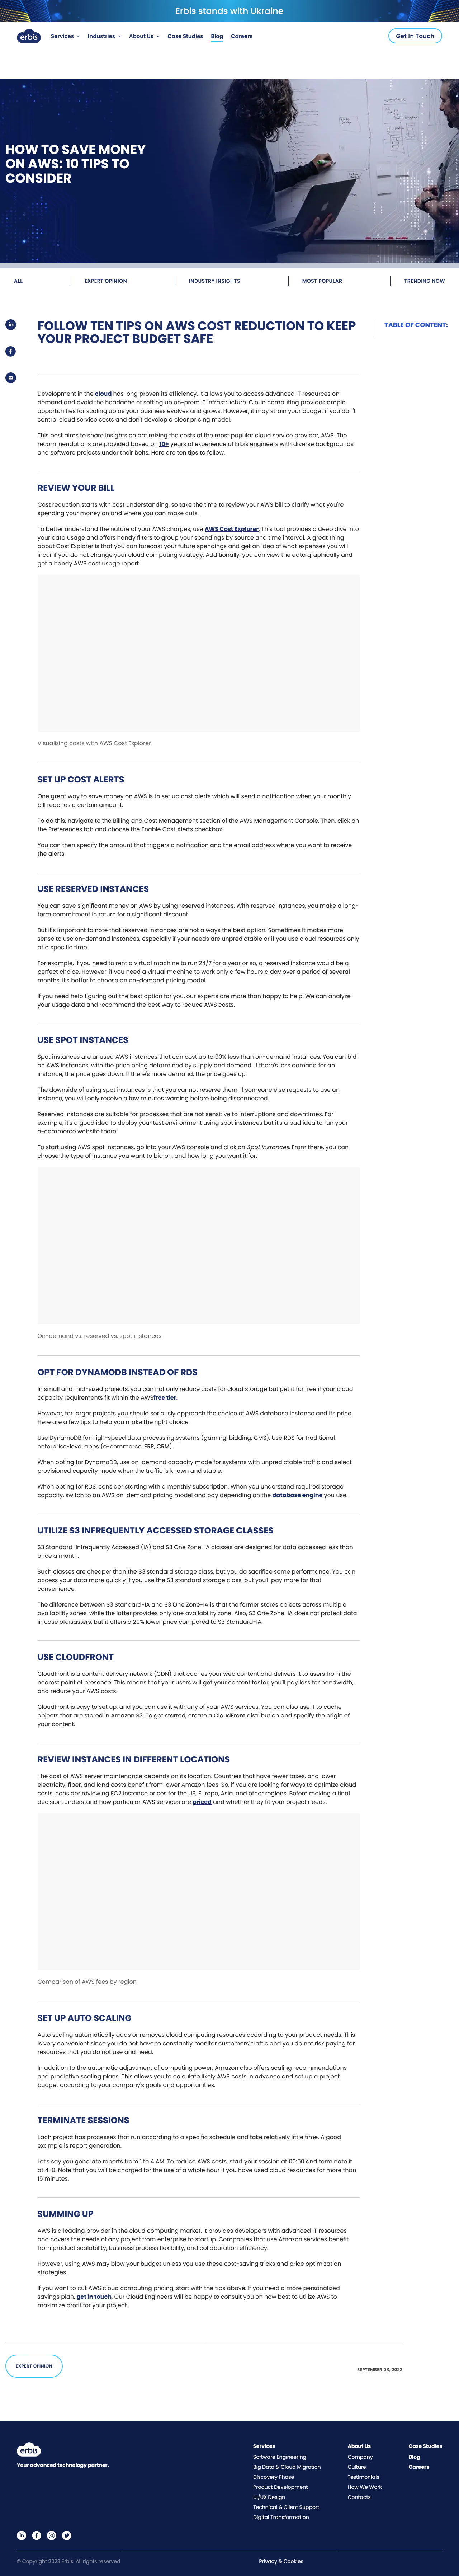 Erbis stands with Ukraine
erbis Services Industries About Us Case Studies Blog Careers Get In Touch
HOW TO SAVE MONEY
ON AWS: 10 TIPS TO
CONSIDER
ALL EXPERT OPINION INDUSTRY INSIGHTS MOST POPULAR TRENDING NOW
FOLLOW TEN TIPS ON AWS COST REDUCTION TO KEEP
YOUR PROJECT BUDGET SAFE
TABLE OF CONTENT:
Development in the cloud has long proven its efficiency. It allows you to access advanced IT resources on
demand and avoid the headache of setting up on-prem IT infrastructure. Cloud computing provides ample
opportunities for scaling up as your business evolves and grows. However, it may strain your budget if you don't
control cloud service costs and don't develop a clear pricing model.
This post aims to share insights on optimizing the costs of the most popular cloud service provider, AWS. The
recommendations are provided based on 10+ years of experience of Erbis engineers with diverse backgrounds
and software projects under their belts. Here are ten tips to follow.
REVIEW YOUR BILL
Cost reduction starts with cost understanding, so take the time to review your AWS bill to clarify what you're
spending your money on and where you can make cuts.
To better understand the nature of your AWS charges, use AWS Cost Explorer. This tool provides a deep dive into
your data usage and offers handy filters to group your spendings by source and time interval. A great thing
about Cost Explorer is that you can forecast your future spendings and get an idea of what expenses you will
incur if you do not change your cloud computing strategy. Additionally, you can view the data graphically and
get a handy AWS cost usage report.
Visualizing costs with AWS Cost Explorer
SET UP COST ALERTS
One great way to save money on AWS is to set up cost alerts which will send a notification when your monthly
bill reaches a certain amount.
To do this, navigate to the Billing and Cost Management section of the AWS Management Console. Then, click on
the Preferences tab and choose the Enable Cost Alerts checkbox.
You can then specify the amount that triggers a notification and the email address where you want to receive
the alerts.
USE RESERVED INSTANCES
You can save significant money on AWS by using reserved instances. With reserved Instances, you make a long-
term commitment in return for a significant discount.
But it's important to note that reserved instances are not always the best option. Sometimes it makes more
sense to use on-demand instances, especially if your needs are unpredictable or if you use cloud resources only
at a specific time.
For example, if you need to rent a virtual machine to run 24/7 for a year or so, a reserved instance would be a
perfect choice. However, if you need a virtual machine to work only a few hours a day over a period of several
months, it's better to choose an on-demand pricing model.
If you need help figuring out the best option for you, our experts are more than happy to help. We can analyze
your usage data and recommend the best way to reduce AWS costs.
USE SPOT INSTANCES
Spot instances are unused AWS instances that can cost up to 90% less than on-demand instances. You can bid
on AWS instances, with the price being determined by supply and demand. If there's less demand for an
instance, the price goes down. If there's more demand, the price goes up.
The downside of using spot instances is that you cannot reserve them. If someone else requests to use an
instance, you will only receive a few minutes warning before being disconnected.
Reserved instances are suitable for processes that are not sensitive to interruptions and downtimes. For
example, it's a good idea to deploy your test environment using spot instances but it's a bad idea to run your
e-commerce website there.
To start using AWS spot instances, go into your AWS console and click on Spot Instances. From there, you can
choose the type of instance you want to bid on, and how long you want it for.
On-demand vs. reserved vs. spot instances
OPT FOR DYNAMODB INSTEAD OF RDS
In small and mid-sized projects, you can not only reduce costs for cloud storage but get it for free if your cloud
capacity requirements fit within the AWSfree tier.
However, for larger projects you should seriously approach the choice of AWS database instance and its price.
Here are a few tips to help you make the right choice:
Use DynamoDB for high-speed data processing systems (gaming, bidding, CMS). Use RDS for traditional
enterprise-level apps (e-commerce, ERP, CRM).
When opting for DynamoDB, use on-demand capacity mode for systems with unpredictable traffic and select
provisioned capacity mode when the traffic is known and stable.
When opting for RDS, consider starting with a monthly subscription. When you understand required storage
capacity, switch to an AWS on-demand pricing model and pay depending on the database engine you use.
UTILIZE S3 INFREQUENTLY ACCESSED STORAGE CLASSES
S3 Standard-Infrequently Accessed (IA) and S3 One Zone-IA classes are designed for data accessed less than
once a month.
Such classes are cheaper than the S3 standard storage class, but you do sacrifice some performance. You can
access your data more quickly if you use the S3 standard storage class, but you'll pay more for that
convenience.
The difference between S3 Standard-IA and S3 One Zone-IA is that the former stores objects across multiple
availability zones, while the latter provides only one availability zone. Also, S3 One Zone-IA does not protect data
in case ofdisasters, but it offers a 20% lower price compared to S3 Standard-IA.
USE CLOUDFRONT
CloudFront is a content delivery network (CDN) that caches your web content and delivers it to users from the
nearest point of presence. This means that your users will get your content faster, you'll pay less for bandwidth,
and reduce your AWS costs.
CloudFront is easy to set up, and you can use it with any of your AWS services. You can also use it to cache
objects that are stored in Amazon S3. To get started, create a CloudFront distribution and specify the origin of
your content.
REVIEW INSTANCES IN DIFFERENT LOCATIONS
The cost of AWS server maintenance depends on its location. Countries that have fewer taxes, and lower
electricity, fiber, and land costs benefit from lower Amazon fees. So, if you are looking for ways to optimize cloud
costs, consider reviewing EC2 instance prices for the US, Europe, Asia, and other regions. Before making a final
decision, understand how particular AWS services are priced and whether they fit your project needs.
Comparison of AWS fees by region
SET UP AUTO SCALING
Auto scaling automatically adds or removes cloud computing resources according to your product needs. This
is very convenient since you do not have to constantly monitor customers' traffic and you do not risk paying for
resources that you do not use and need.
In addition to the automatic adjustment of computing power, Amazon also offers scaling recommendations
and predictive scaling plans. This allows you to calculate likely AWS costs in advance and set up a project
budget according to your company's goals and opportunities.
TERMINATE SESSIONS
Each project has processes that run according to a specific schedule and take relatively little time. A good
example is report generation.
Let's say you generate reports from 1 to 4 AM. To reduce AWS costs, start your session at 00:50 and terminate it
at 4:10. Note that you will be charged for the use of a whole hour if you have used cloud resources for more than
15 minutes.
SUMMING UP
AWS is a leading provider in the cloud computing market. It provides developers with advanced IT resources
and covers the needs of any project from enterprise to startup. Companies that use Amazon services benefit
from product scalability, business process flexibility, and collaboration efficiency.
However, using AWS may blow your budget unless you use these cost-saving tricks and price optimization
strategies.
If you want to cut AWS cloud computing pricing, start with the tips above. If you need a more personalized
savings plan, get in touch. Our Cloud Engineers will be happy to consult you on how best to utilize AWS to
maximize profit for your project.
EXPERT OPINION
SEPTEMBER 08, 2022
erbis
Your advanced technology partner.
Services
Software Engineering
Big Data & Cloud Migration
Discovery Phase
Product Development
UI/UX Design
Technical & Client Support
Digital Transformation
About Us
Company
Culture
Testimonials
How We Work
Contacts
Case Studies
Blog
Careers
© Copyright 2023 Erbis. All rights reserved
Privacy & Cookies